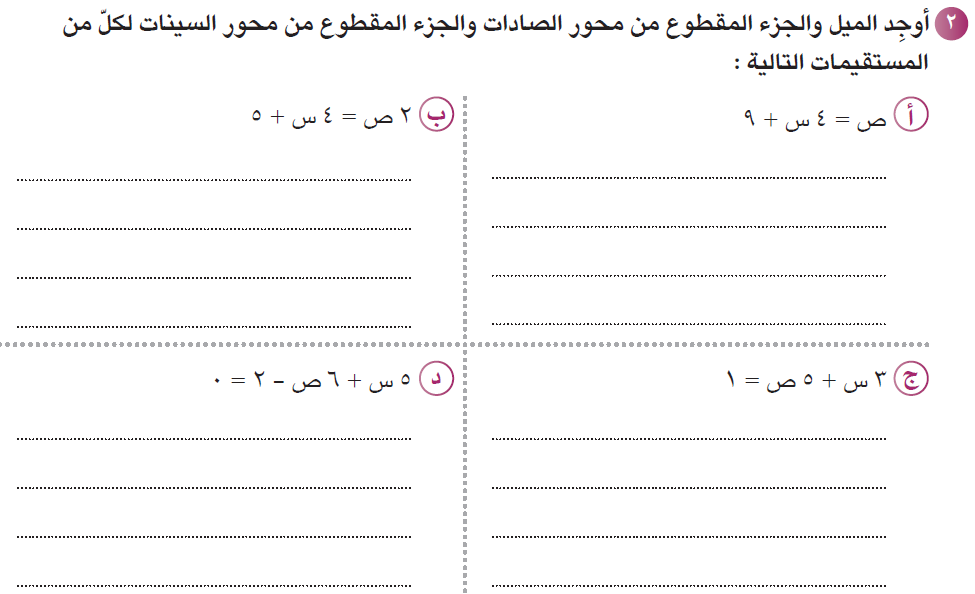 ٢ أوجِد الميل والجزء المقطوع من محور الصادات والجزء المقطوع من محور السينات لكلّ من
المستقيمات التالية :
أ ص = ٤ س + ٩
ب ٢ ص = ٤ س + ٥
ج ٣ س + ٥ ص = ١
د ٥ س + ٦ ص - ٢ = ٠